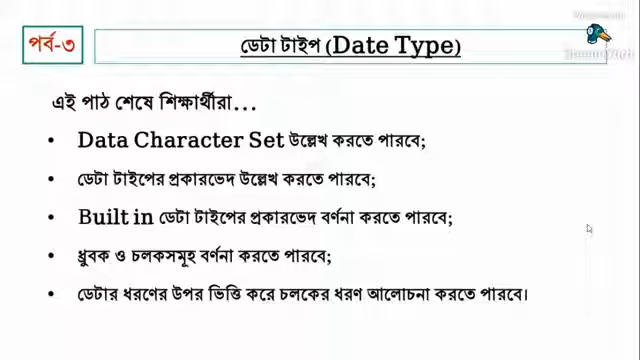 পর্ব-৩
ডেটা টাইপ (Date Type)
এই পাঠ শেষে শিক্ষার্থীরা...
• Data Character Set উল্লেখ করতে পারবে;
• ডেটা টাইপের প্রকারভেদ উল্লেখ করতে পারবে;
• Built in ডেটা টাইপের প্রকারভেদ বর্ণনা করতে পারবে;
• ধ্রুবক ও চলকসমূহ বর্ণনা করতে পারবে;
• ডেটার ধরণের উপর ভিত্তি করে চলকের ধরণ আলোচনা করতে পারবে।